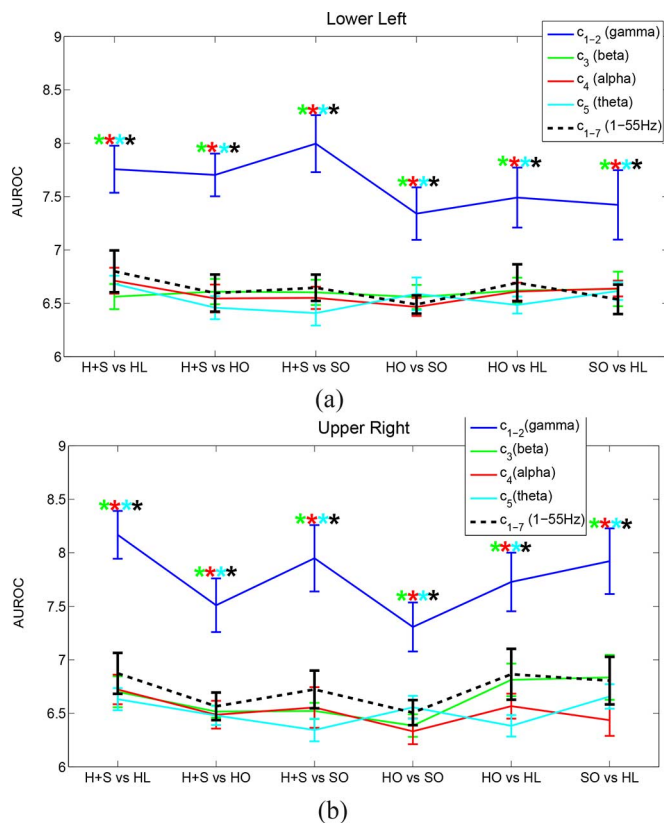 Lower Left
9
8.5
8
7.5
7
6.5
6
AUROC
c1-2 (gamma)
c3 (beta)
c4 (alpha)
c5 (theta)
c1-7 (1-55Hz)
****
****
****
****
****
****
H+S vs HL
H+S vs HO
H+S vs SO
HO vs SO
HO vs HL
SO vs HL
(a)
Upper Right
9
8.5
8
7.5
7
6.5
6
AUROC
c1-2(gamma)
c3(beta)
c4(alpha)
c5(theta)
c1-7 (1-55Hz)
****
****
****
****
****
****
H+S vs HL
H+S vs HO
H+S vs SO
HO vs SO
HO vs HL
SO vs HL
(b)